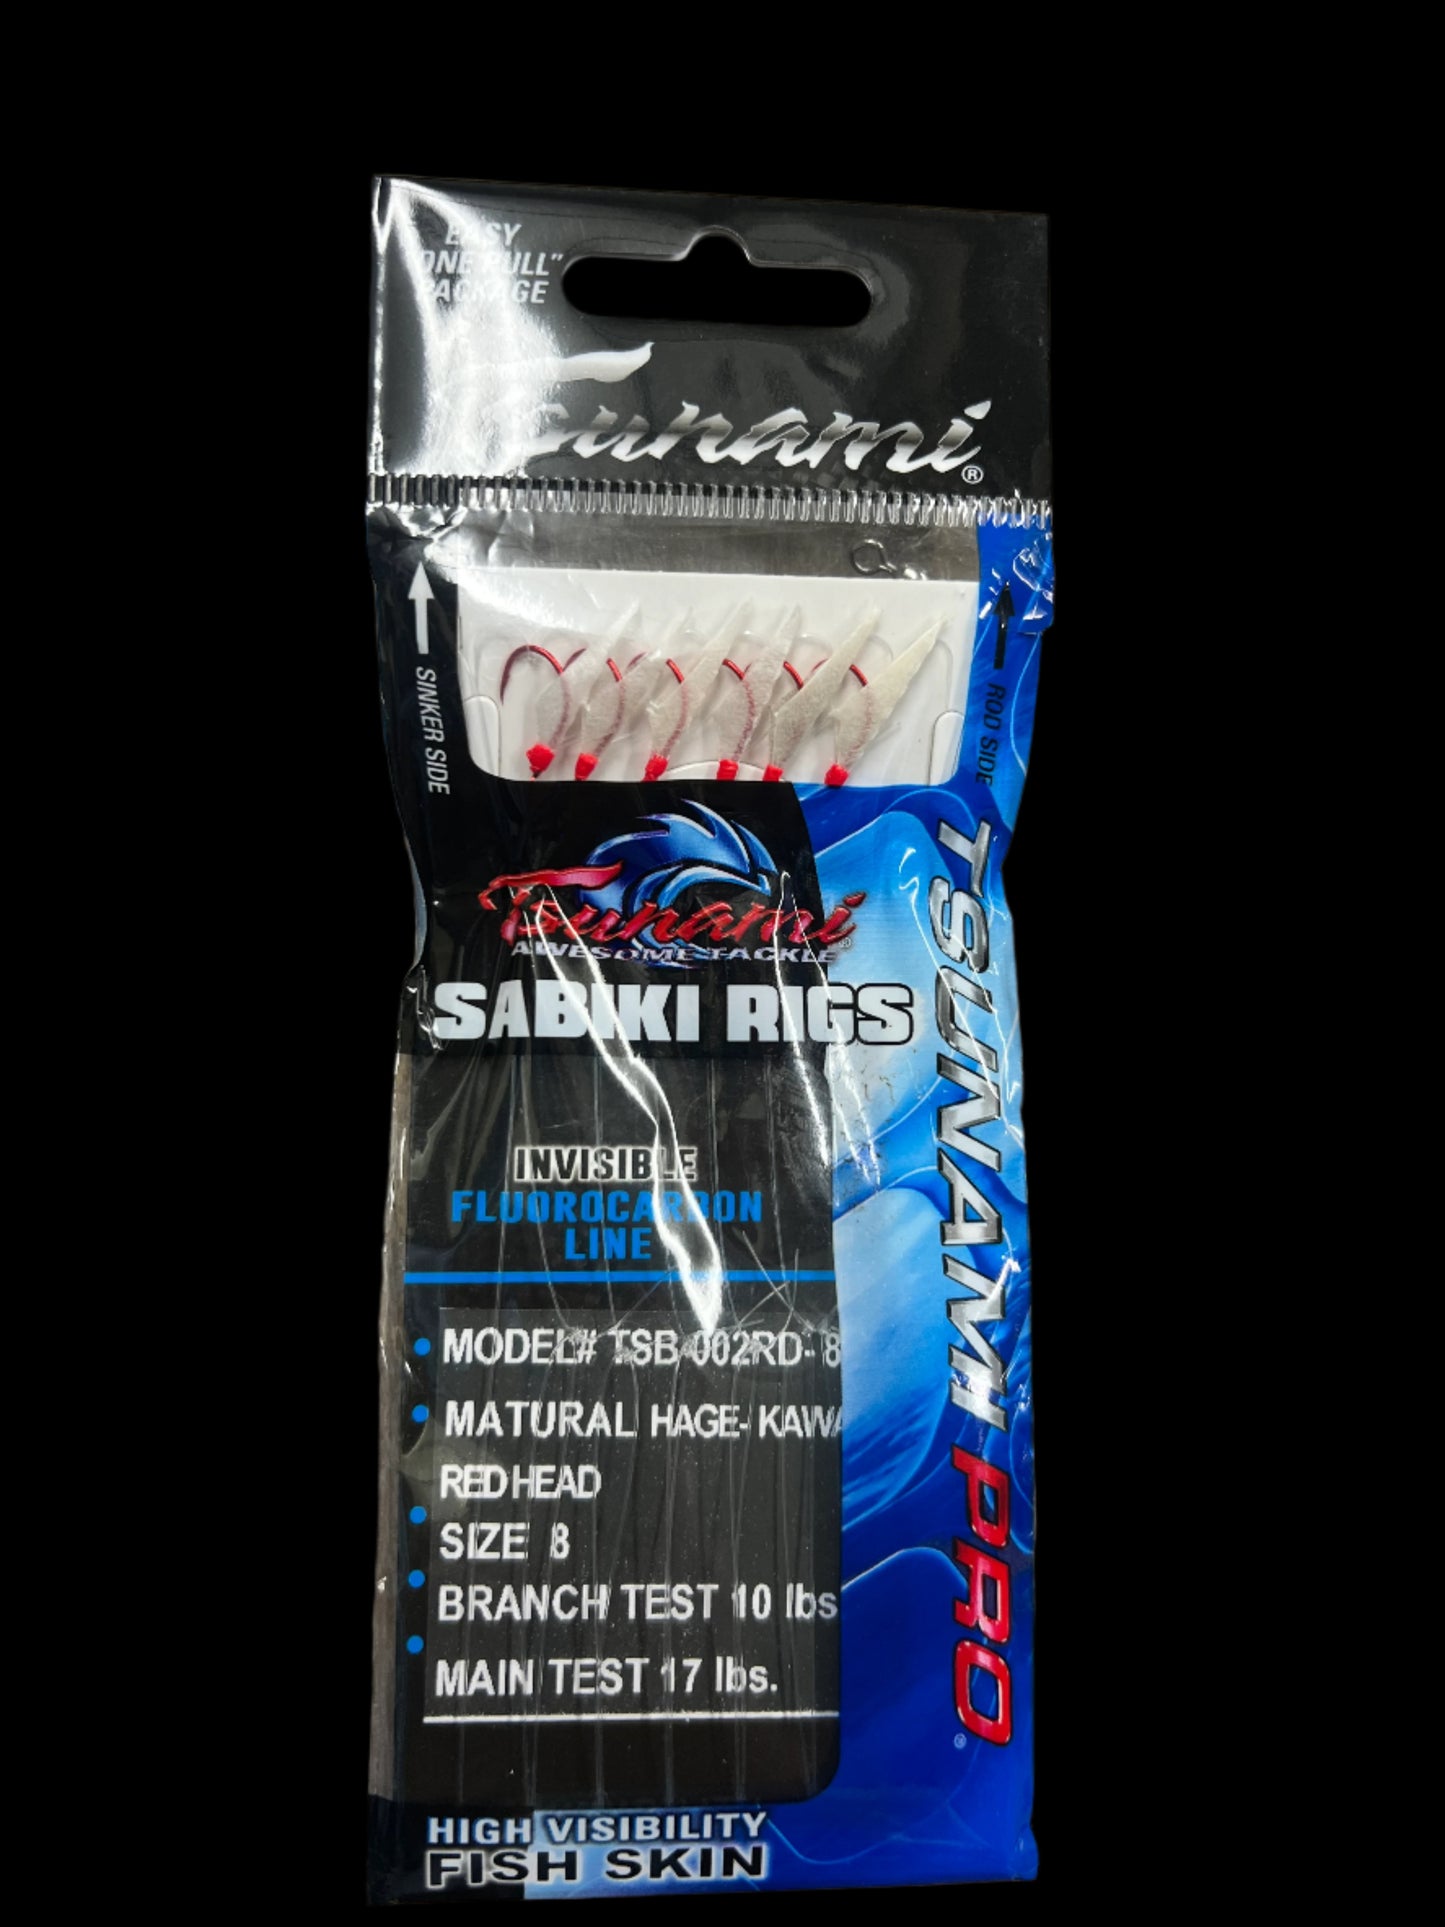 EASY
"ONE PULL"
PACKAGE
Tsunami®
SINKER SIDE
ROD SIDE
Tsunami®
AWESOME TACKLE
SABIKI RIGS
TSUNAMI PRO®
INVISIBLE
FLUOROCARBON
LINE
MODEL# TSB 002RD- 8
MATURAL HAGE- KAWA
RED HEAD
SIZE 8
BRANCH TEST 10 lbs
MAIN TEST 17 lbs.
HIGH VISIBILITY
FISH SKIN